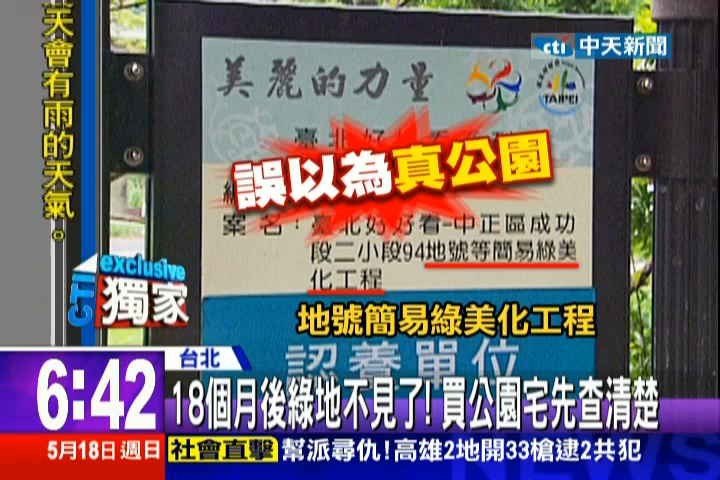 天會有雨的天氣。
cti 中天新聞
美麗的力量
TAIPEI
誤以為真公園
案名：臺北好好看-中正區成功
段二小段94地號等簡易綠美
化工程
CTI exclusive
獨家
地號簡易綠美化工程
認養單位
台北
6:42
18個月後綠地不見了!買公園宅先查清楚
5月18日 週日
社會直擊
幫派尋仇!高雄2地開33槍逮2共犯
NEWS